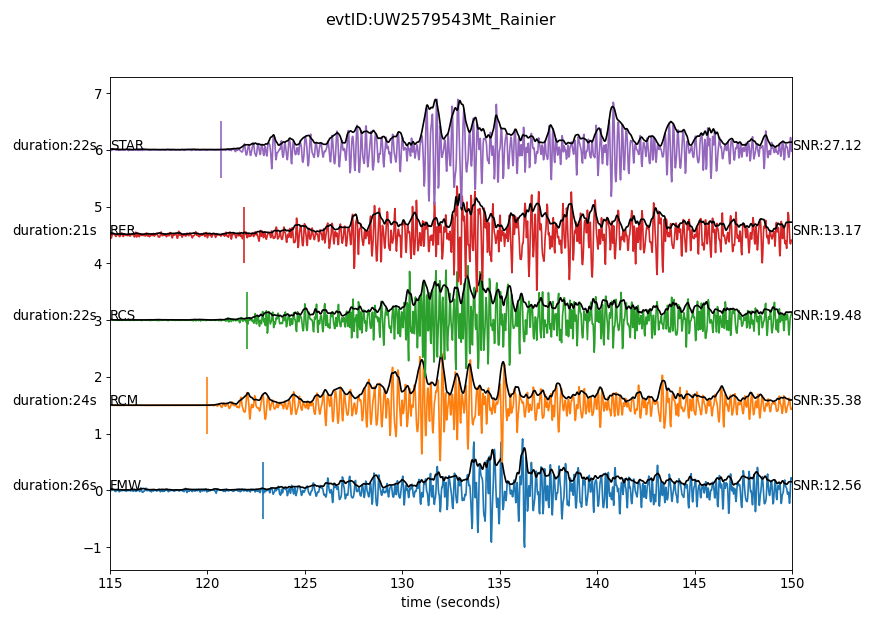 evtID:UW2579543Mt_Rainier
7
duration:22s 6 STAR SNR:27.12
5
duration:21s RER SNR:13.17
4
duration:22s 3 RCS SNR:19.48
2
duration:24s RCM SNR:35.38
1
duration:26s 0 FMW SNR:12.56
−1
115 120 125 130 135 140 145 150
time (seconds)